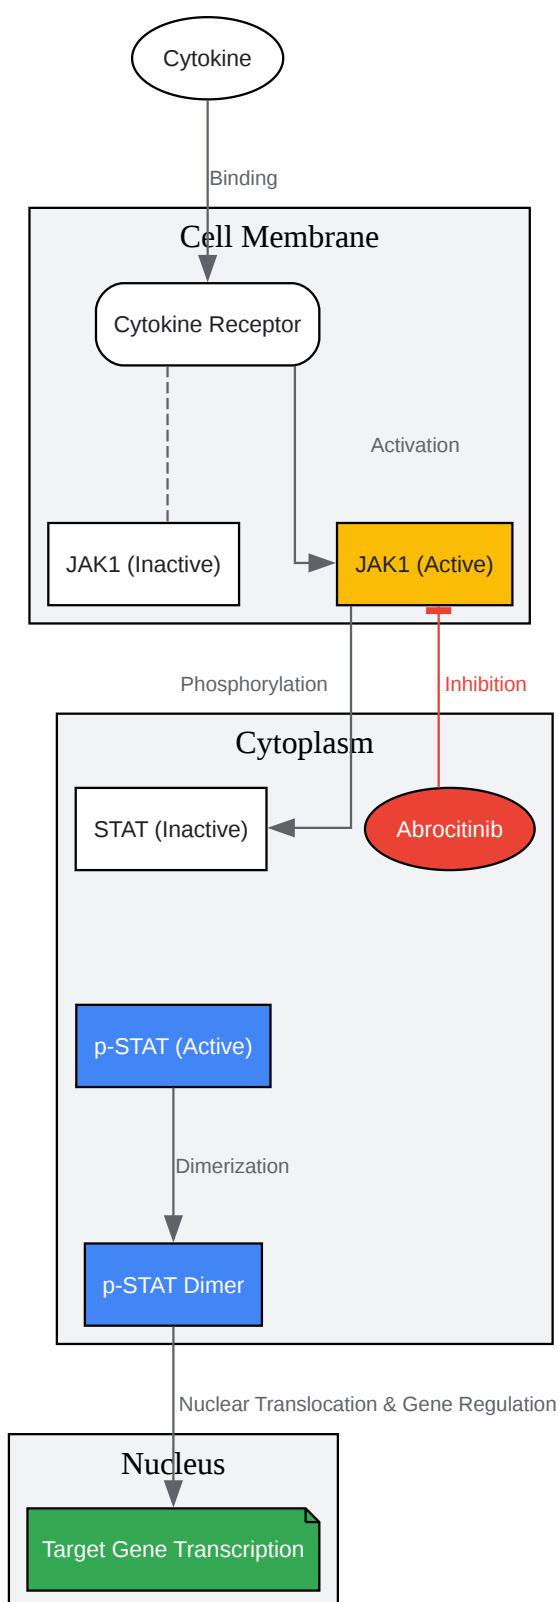 Cytokine
Binding
Cell Membrane
Cytokine Receptor
Activation
JAK1 (Inactive)
JAK1 (Active)
Phosphorylation
Inhibition
Cytoplasm
STAT (Inactive)
Abrocitinib
p-STAT (Active)
Dimerization
p-STAT Dimer
Nuclear Translocation & Gene Regulation
Nucleus
Target Gene Transcription